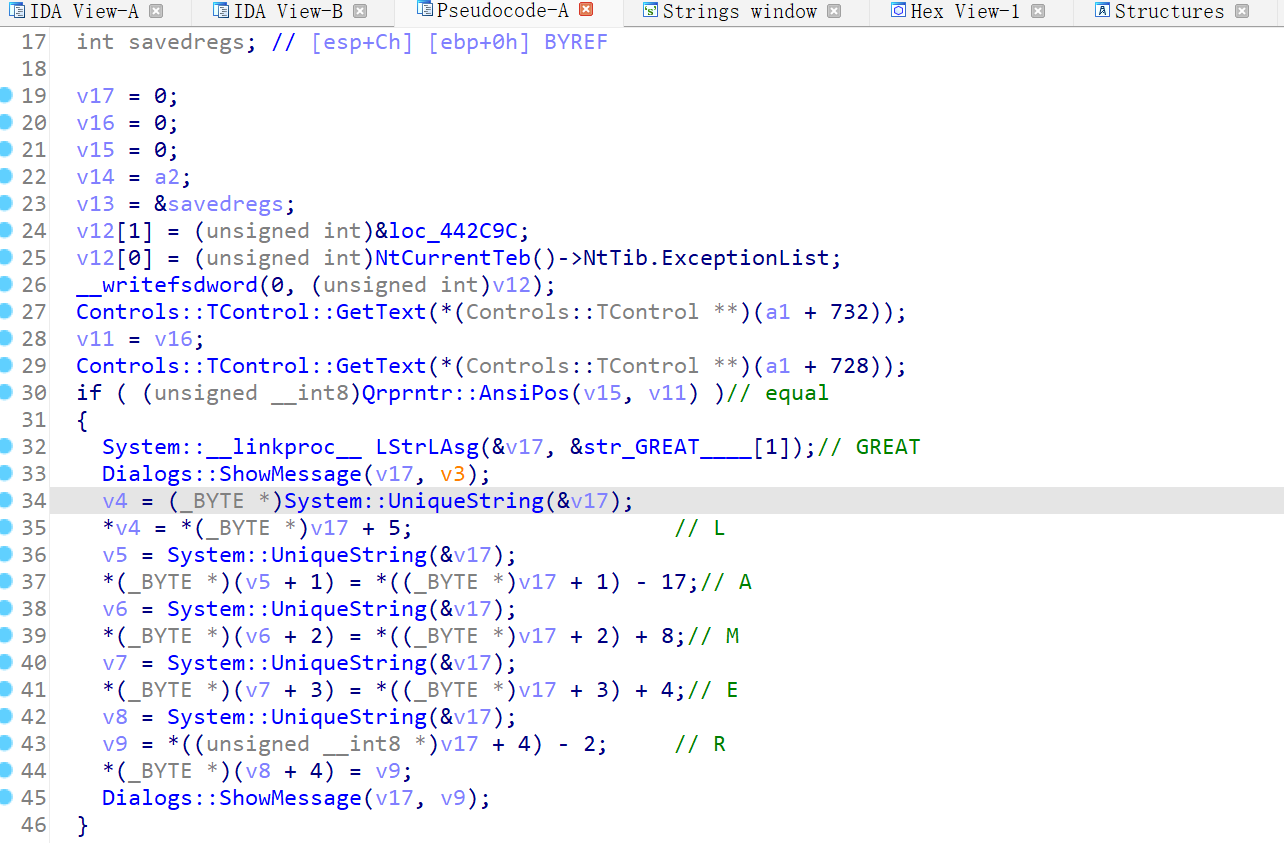 IDA View-A IDA View-B Pseudocode-A Strings window Hex View-1 Structures
17 int savedregs; // [esp+Ch] [ebp+0h] BYREF
18
19 v17 = 0;
20 v16 = 0;
21 v15 = 0;
22 v14 = a2;
23 v13 = &savedregs;
24 v12[1] = (unsigned int)&loc_442C9C;
25 v12[0] = (unsigned int)NtCurrentTeb()->NtTib.ExceptionList;
26 __writefsdword(0, (unsigned int)v12);
27 Controls::TControl::GetText(*(Controls::TControl **)(a1 + 732));
28 v11 = v16;
29 Controls::TControl::GetText(*(Controls::TControl **)(a1 + 728));
30 if ( (unsigned __int8)Qrprntr::AnsiPos(v15, v11) )// equal
31 {
32 System::__linkproc__ LStrLAsg(&v17, &str_GREAT____[1]);// GREAT
33 Dialogs::ShowMessage(v17, v3);
34 v4 = (_BYTE *)System::UniqueString(&v17);
35 *v4 = *(_BYTE *)v17 + 5; // L
36 v5 = System::UniqueString(&v17);
37 *(_BYTE *)(v5 + 1) = *((_BYTE *)v17 + 1) - 17;// A
38 v6 = System::UniqueString(&v17);
39 *(_BYTE *)(v6 + 2) = *((_BYTE *)v17 + 2) + 8;// M
40 v7 = System::UniqueString(&v17);
41 *(_BYTE *)(v7 + 3) = *((_BYTE *)v17 + 3) + 4;// E
42 v8 = System::UniqueString(&v17);
43 v9 = *((unsigned __int8 *)v17 + 4) - 2; // R
44 *(_BYTE *)(v8 + 4) = v9;
45 Dialogs::ShowMessage(v17, v9);
46 }